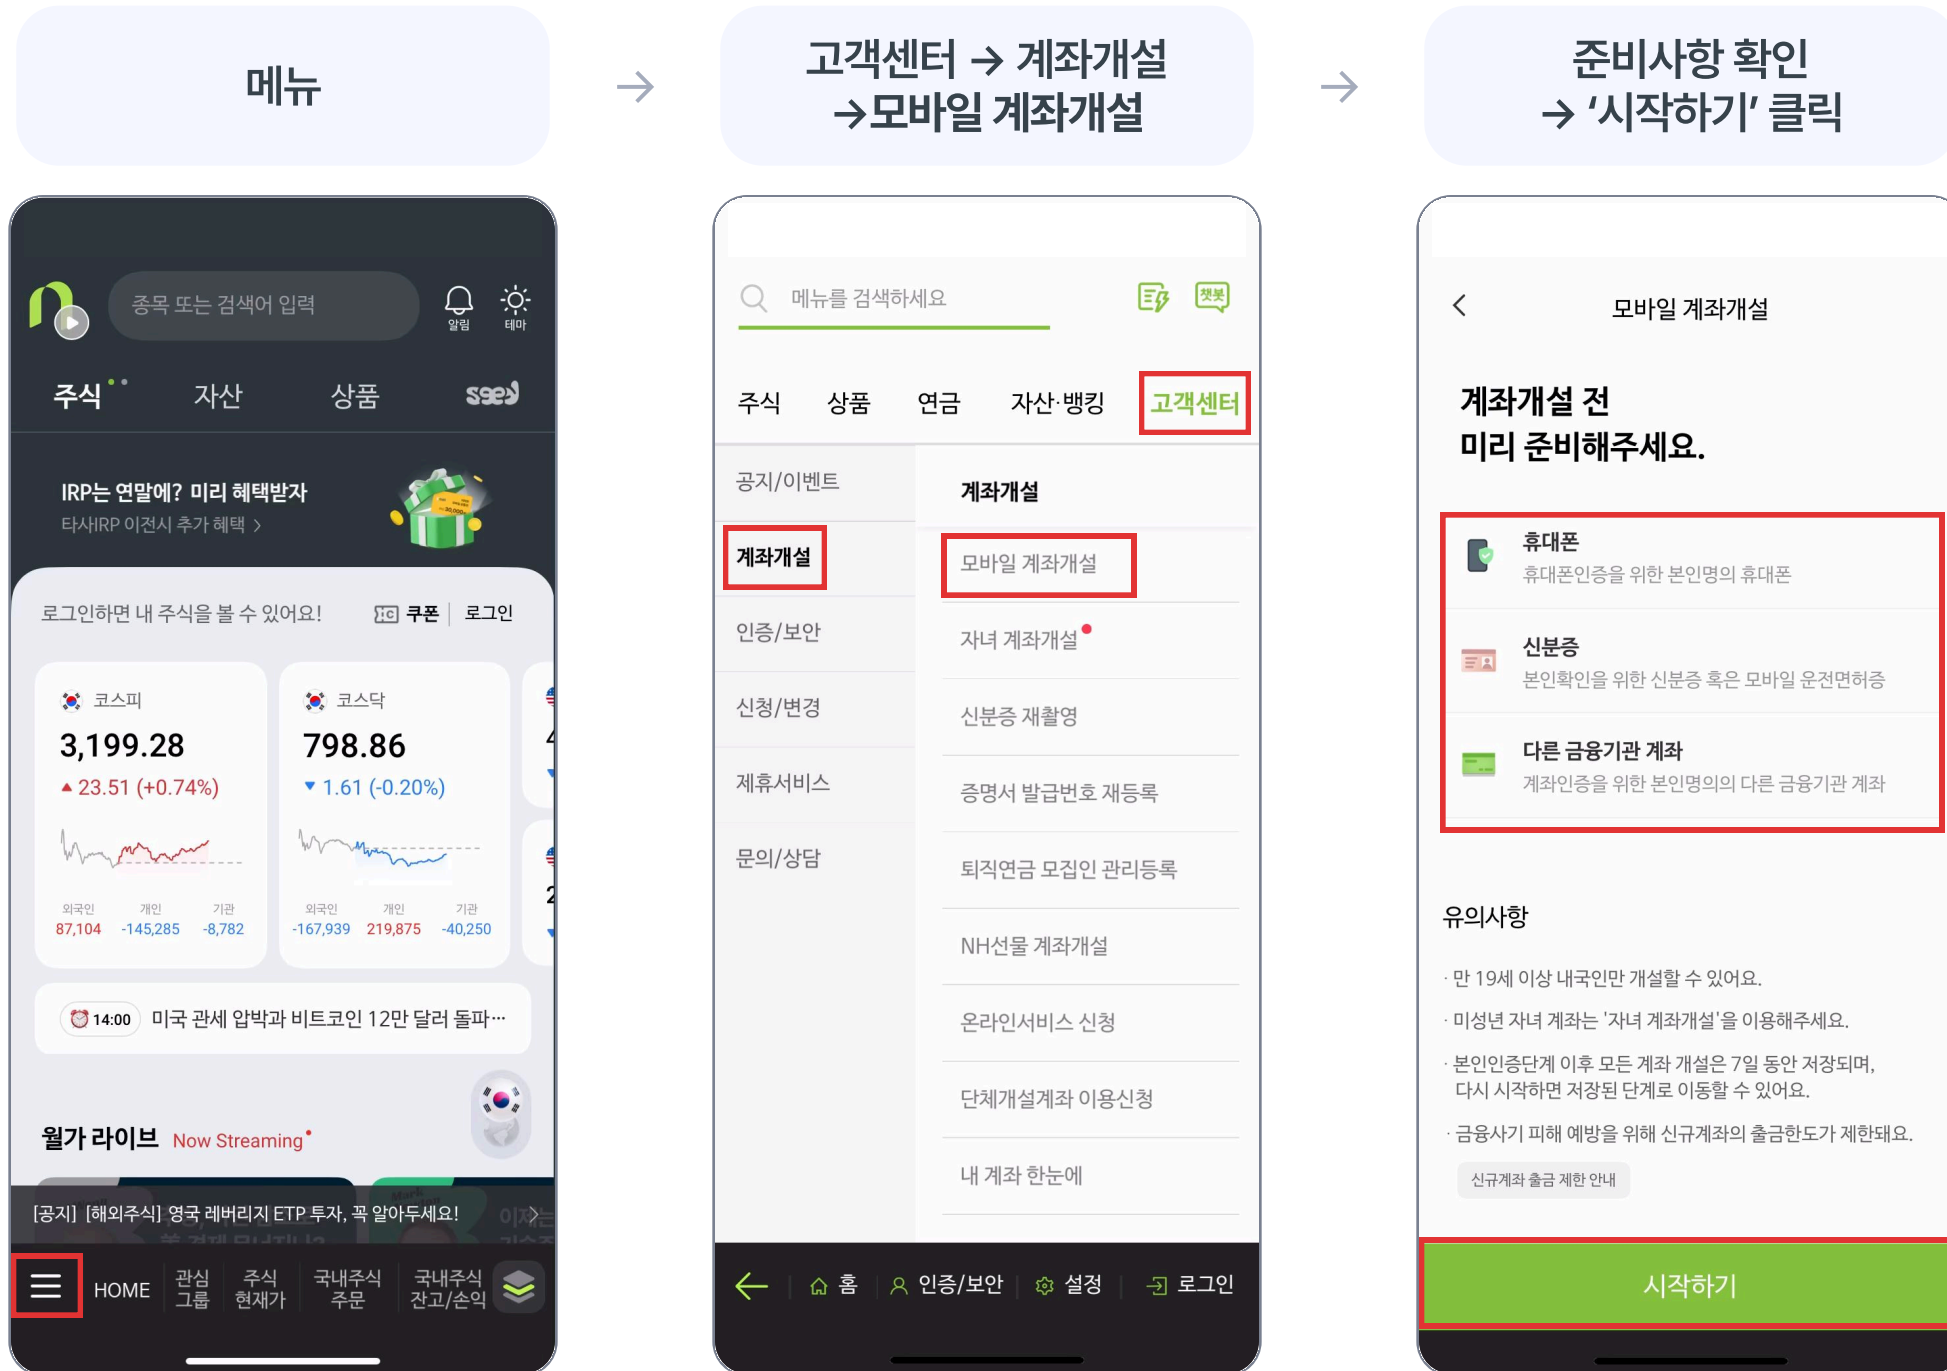 메뉴
→
고객센터 → 계좌개설
→모바일 계좌개설
→
준비사항 확인
→ ‘시작하기’ 클릭
종목 또는 검색어 입력
알림
테마
주식
자산
상품
IRP는 연말에? 미리 혜택받자
타사IRP 이전시 추가 혜택 >
로그인하면 내 주식을 볼 수 있어요!
쿠폰
로그인
코스피
3,199.28
▲ 23.51 (+0.74%)
외국인 개인 기관
87,104 -145,285 -8,782
코스닥
798.86
▼ 1.61 (-0.20%)
외국인 개인 기관
-167,939 219,875 -40,250
14:00 미국 관세 압박과 비트코인 12만 달러 돌파…
월가 라이브 Now Streaming
[공지] [해외주식] 영국 레버리지 ETP 투자, 꼭 알아두세요!
HOME
관심
그룹
주식
현재가
국내주식
주문
국내주식
잔고/손익
메뉴를 검색하세요
챗봇
주식 상품 연금 자산·뱅킹 고객센터
공지/이벤트
계좌개설
인증/보안
신청/변경
제휴서비스
문의/상담
계좌개설
모바일 계좌개설
자녀 계좌개설
신분증 재촬영
증명서 발급번호 재등록
퇴직연금 모집인 관리등록
NH선물 계좌개설
온라인서비스 신청
단체개설계좌 이용신청
내 계좌 한눈에
홈 인증/보안 설정 로그인
모바일 계좌개설
계좌개설 전
미리 준비해주세요.
휴대폰
휴대폰인증을 위한 본인명의 휴대폰
신분증
본인확인을 위한 신분증 혹은 모바일 운전면허증
다른 금융기관 계좌
계좌인증을 위한 본인명의의 다른 금융기관 계좌
유의사항
· 만 19세 이상 내국인만 개설할 수 있어요.
· 미성년 자녀 계좌는 '자녀 계좌개설'을 이용해주세요.
· 본인인증단계 이후 모든 계좌 개설은 7일 동안 저장되며,
다시 시작하면 저장된 단계로 이동할 수 있어요.
· 금융사기 피해 예방을 위해 신규계좌의 출금한도가 제한돼요.
신규계좌 출금 제한 안내
시작하기